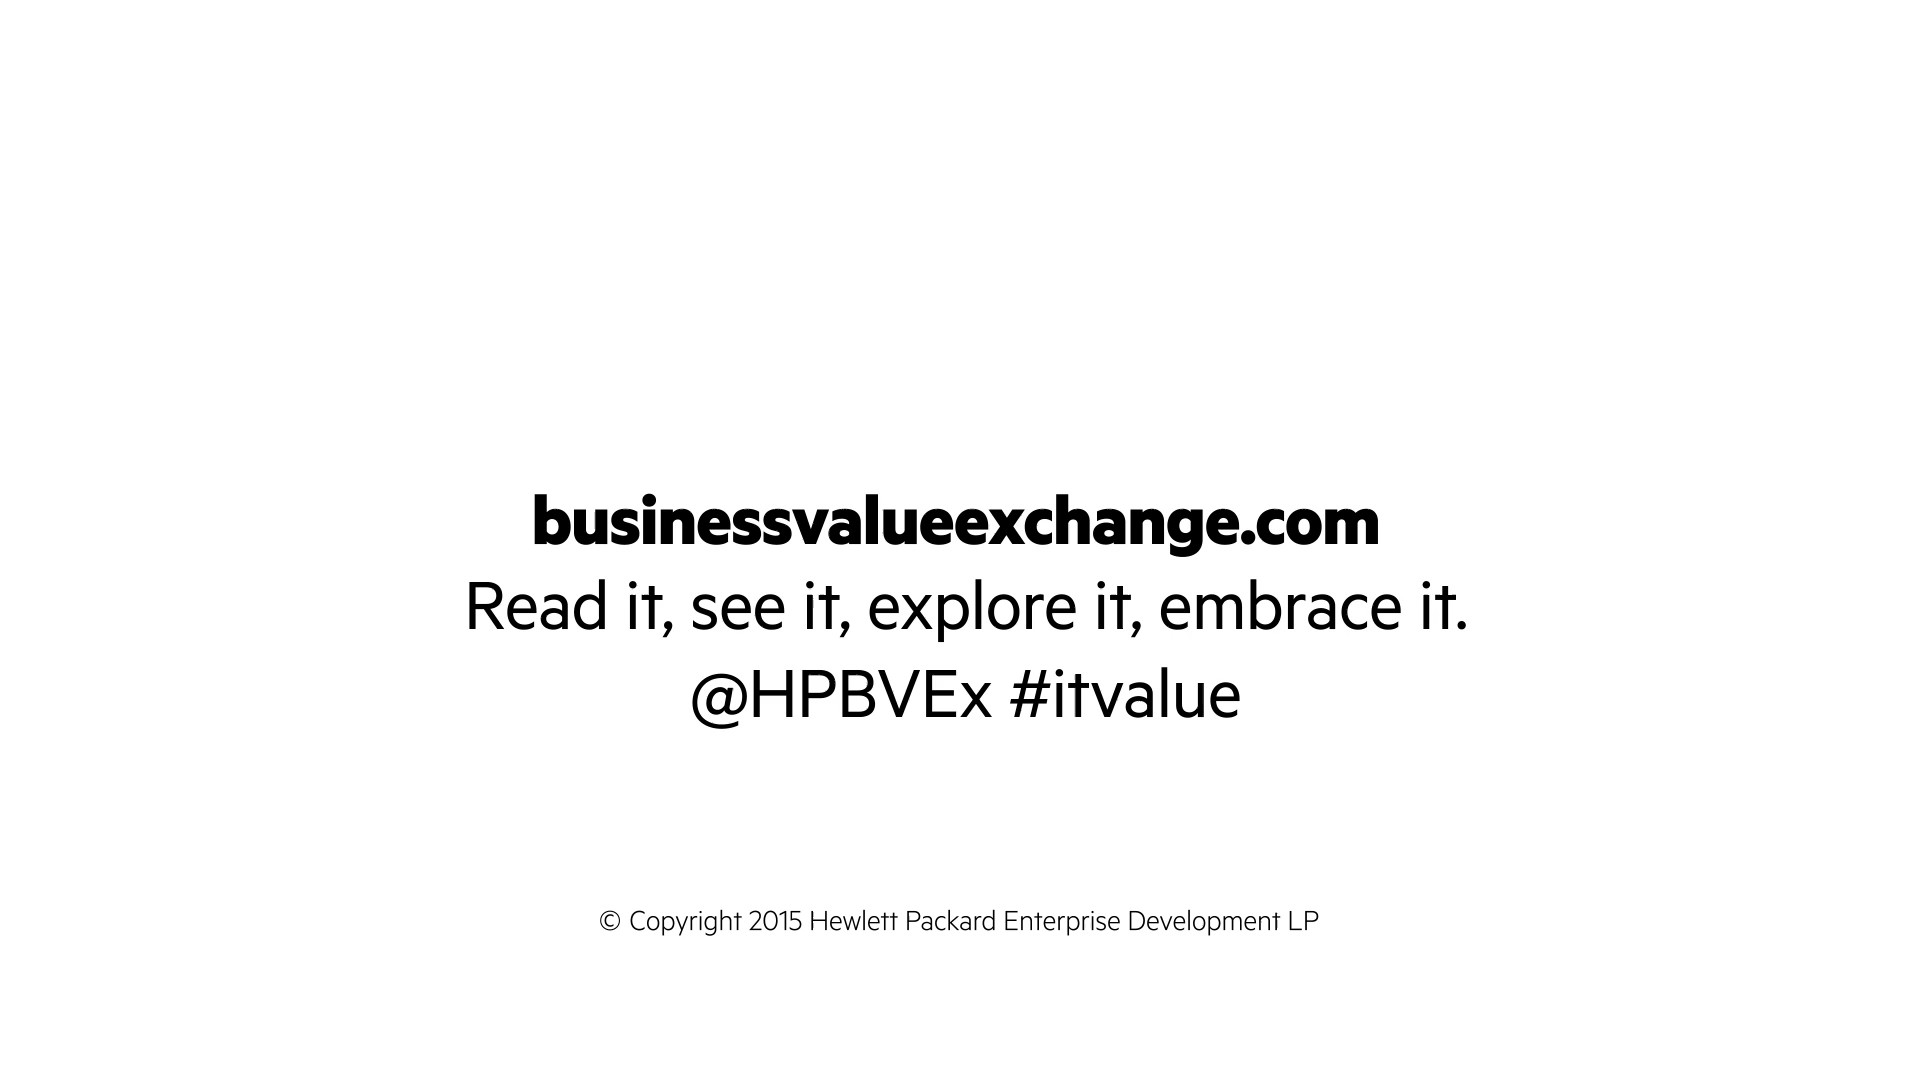 businessvalueexchange.com
Read it, see it, explore it, embrace it.
@HPBVEx #itvalue
© Copyright 2015 Hewlett Packard Enterprise Development LP